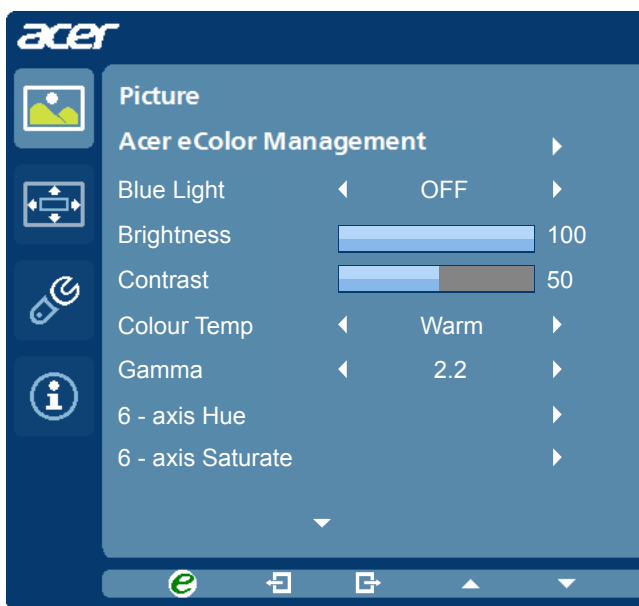 acer
Picture
Acer eColor Management
Blue Light OFF
Brightness 100
Contrast 50
Colour Temp Warm
Gamma 2.2
6 - axis Hue
6 - axis Saturate
e